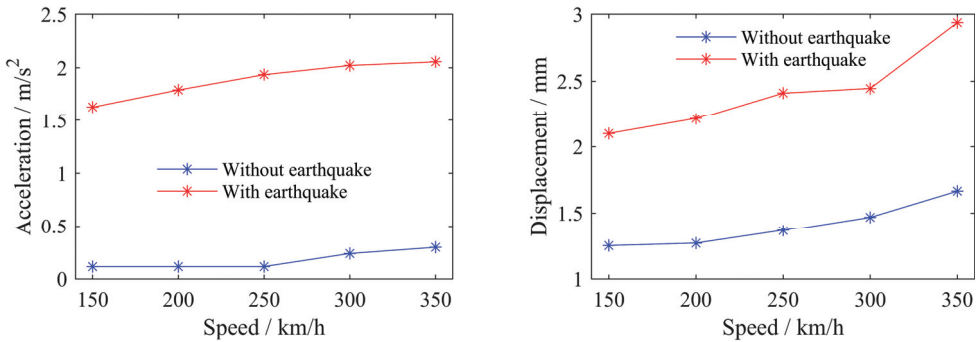 Acceleration / m/s²
2.5
2
1.5
1
0.5
0
Without earthquake
With earthquake
150 200 250 300 350
Speed / km/h
Displacement / mm
3
2.5
2
1.5
1
Without earthquake
With earthquake
150 200 250 300 350
Speed / km/h